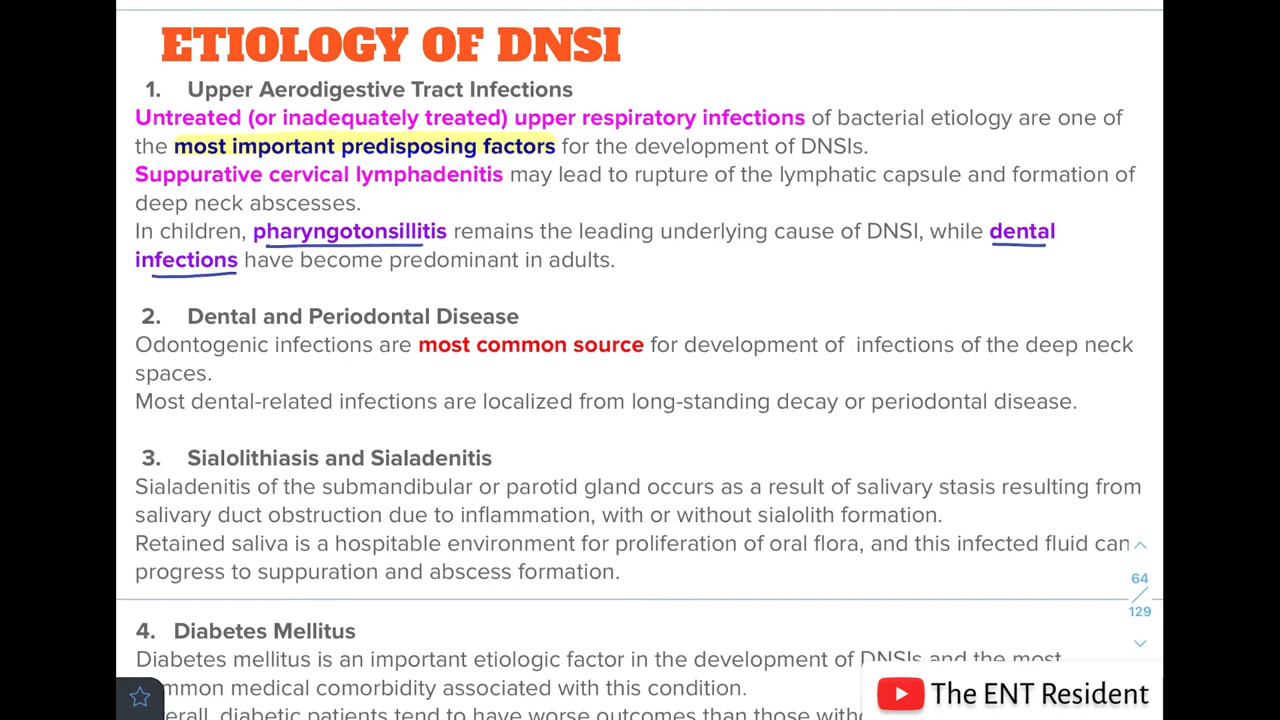 ETIOLOGY OF DNSI
1. Upper Aerodigestive Tract Infections
Untreated (or inadequately treated) upper respiratory infections of bacterial etiology are one of
the most important predisposing factors for the development of DNSIs.
Suppurative cervical lymphadenitis may lead to rupture of the lymphatic capsule and formation of
deep neck abscesses.
In children, pharyngotonsillitis remains the leading underlying cause of DNSI, while dental
infections have become predominant in adults.
2. Dental and Periodontal Disease
Odontogenic infections are most common source for development of infections of the deep neck
spaces.
Most dental-related infections are localized from long-standing decay or periodontal disease.
3. Sialolithiasis and Sialadenitis
Sialadenitis of the submandibular or parotid gland occurs as a result of salivary stasis resulting from
salivary duct obstruction due to inflammation, with or without sialolith formation.
Retained saliva is a hospitable environment for proliferation of oral flora, and this infected fluid can
progress to suppuration and abscess formation.
64
129
4. Diabetes Mellitus
Diabetes mellitus is an important etiologic factor in the development of DNSIs and the most
medical comorbidity associated with this condition.
diabetic patients tend to have worse outcomes than those
The ENT Resident